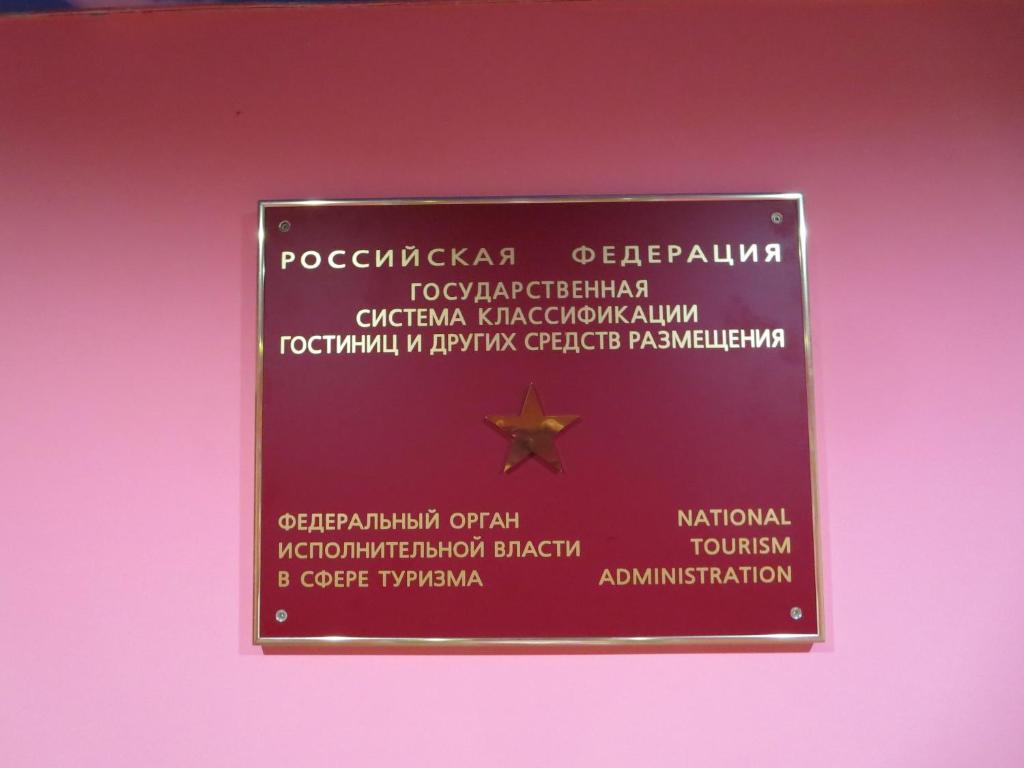 РОССИЙСКАЯ ФЕДЕРАЦИЯ
ГОСУДАРСТВЕННАЯ
СИСТЕМА КЛАССИФИКАЦИИ
ГОСТИНИЦ И ДРУГИХ СРЕДСТВ РАЗМЕЩЕНИЯ
ФЕДЕРАЛЬНЫЙ ОРГАН
ИСПОЛНИТЕЛЬНОЙ ВЛАСТИ
В СФЕРЕ ТУРИЗМА
NATIONAL
TOURISM
ADMINISTRATION